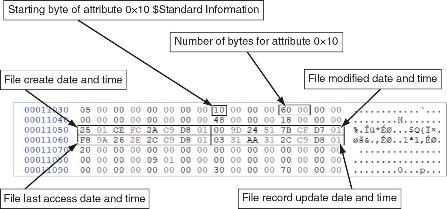 Starting byte of attribute 0×10 $Standard Information
Number of bytes for attribute 0×10
File create date and time
File modified date and time
00011030 05 00 00 00 00 00 00 00 10 00 00 00 60 00 00 00
00011040 00 00 00 00 00 00 00 00 48 00 00 00 18 00 00 00
00011050 25 01 CE FC 2A C9 D8 01 00 9D 24 51 7B CF D7 01
00011060 F8 9A 26 2E 2C C9 D8 01 03 31 AA 31 2C C9 D8 01
00011070 20 00 00 00 00 00 00 00 00 00 00 00 00 00 00 00
00011080 00 00 00 00 09 01 00 00 00 00 00 00 00 00 00 00
00011090 00 00 00 00 00 00 00 00 30 00 00 00 70 00 00 00
File last access date and time
File record update date and time